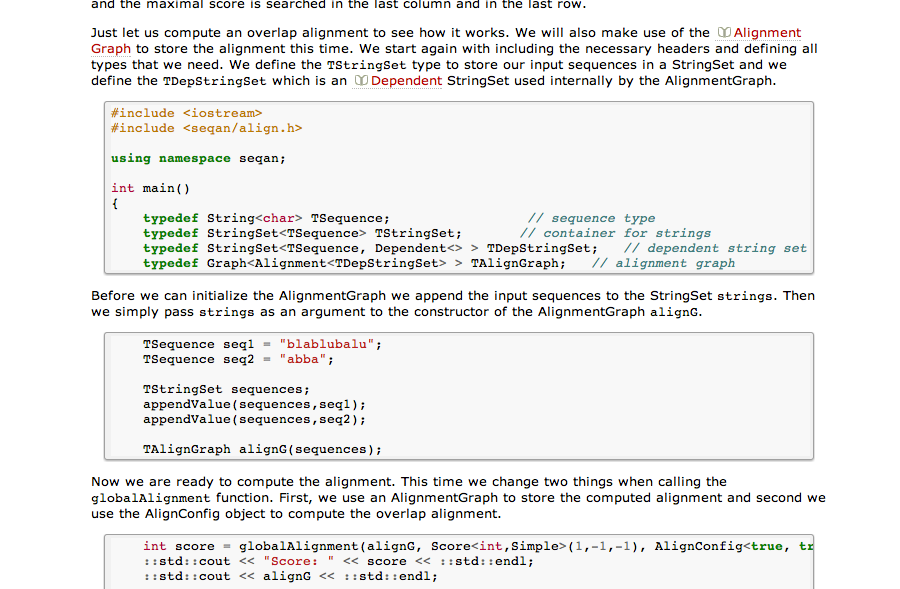 and the maximal score is searched in the last column and in the last row.
Just let us compute an overlap alignment to see how it works. We will also make use of the Alignment
Graph to store the alignment this time. We start again with including the necessary headers and defining all
types that we need. We define the TStringSet type to store our input sequences in a StringSet and we
define the TDepStringSet which is an Dependent StringSet used internally by the AlignmentGraph.
#include <iostream>
#include <seqan/align.h>
using namespace seqan;
int main()
{
typedef String<char> TSequence; // sequence type
typedef StringSet<TSequence> TStringSet; // container for strings
typedef StringSet<TSequence, Dependent<> > TDepStringSet; // dependent string set
typedef Graph<Alignment<TDepStringSet> > TAlignGraph; // alignment graph
Before we can initialize the AlignmentGraph we append the input sequences to the StringSet strings. Then
we simply pass strings as an argument to the constructor of the AlignmentGraph alignG.
TSequence seq1 = "blablubalu";
TSequence seq2 = "abba";
TStringSet sequences;
appendValue(sequences,seq1);
appendValue(sequences,seq2);
TAlignGraph alignG(sequences);
Now we are ready to compute the alignment. This time we change two things when calling the
globalAlignment function. First, we use an AlignmentGraph to store the computed alignment and second we
use the AlignConfig object to compute the overlap alignment.
int score = globalAlignment(alignG, Score<int,Simple>(1,-1,-1), AlignConfig<true, tr
::std::cout << "Score: " << score << ::std::endl;
::std::cout << alignG << ::std::endl;